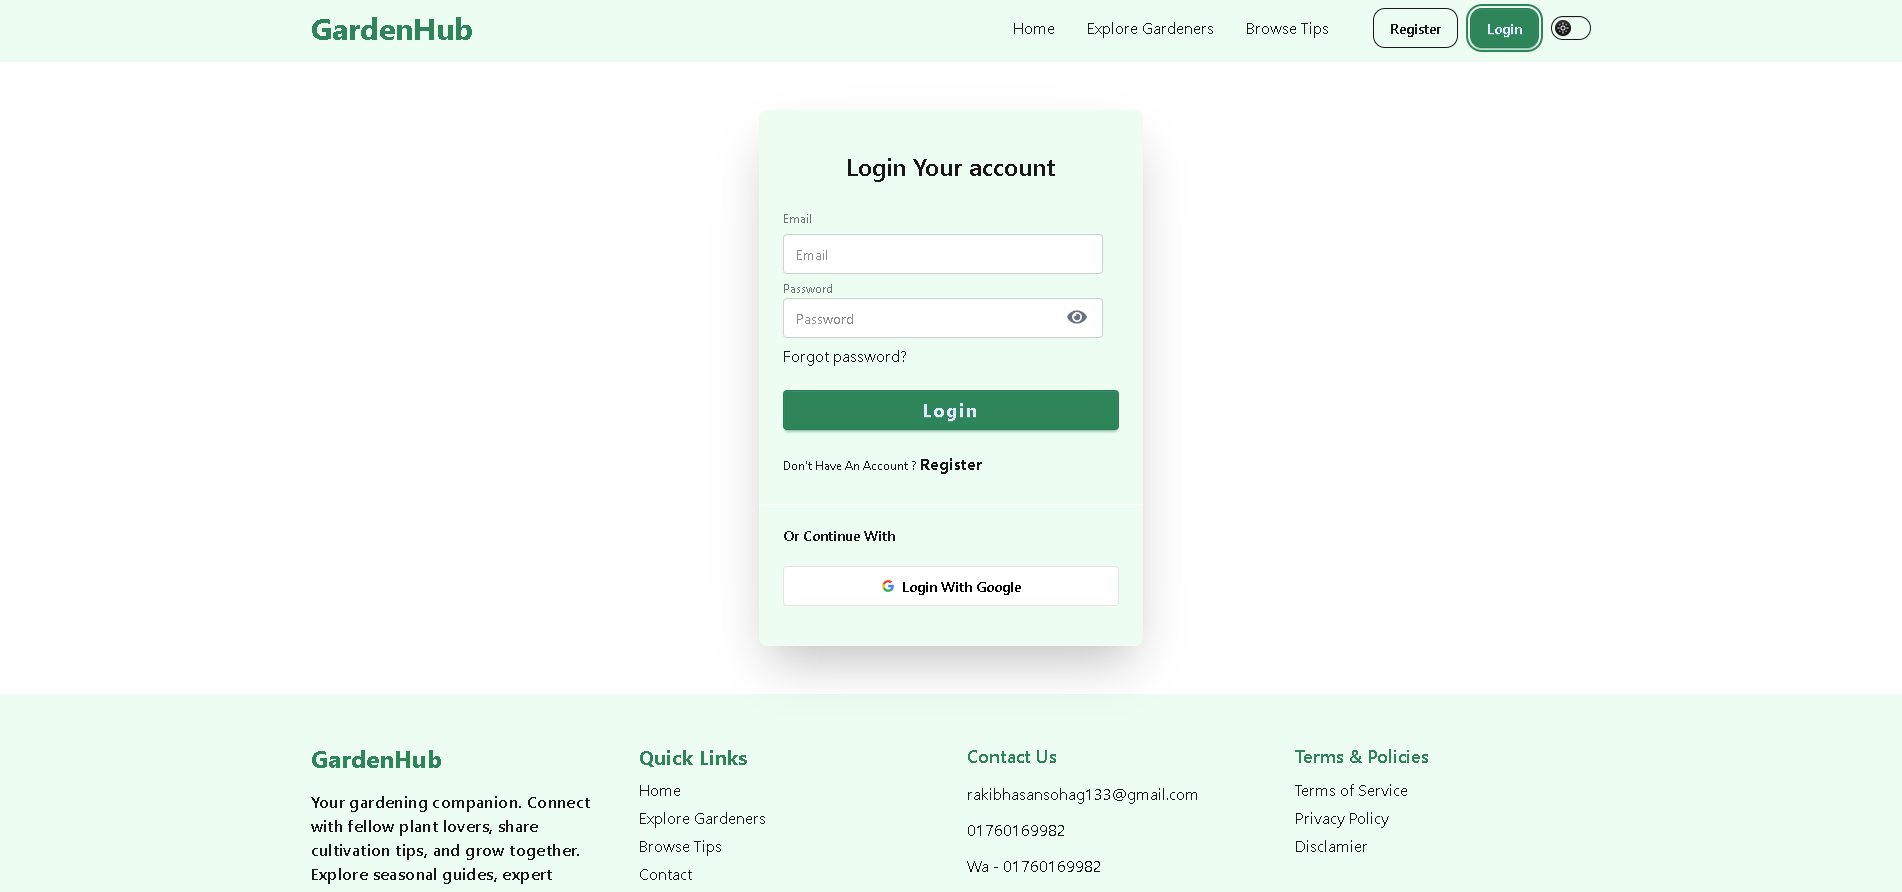 GardenHub
Home
Explore Gardeners
Browse Tips
Register
Login
Login Your account
Email
Email
Password
Password
Forgot password?
Login
Don't Have An Account ? Register
Or Continue With
Login With Google
GardenHub
Your gardening companion. Connect
with fellow plant lovers, share
cultivation tips, and grow together.
Explore seasonal guides, expert
Quick Links
Home
Explore Gardeners
Browse Tips
Contact
Contact Us
rakibhasansohag133@gmail.com
01760169982
Wa - 01760169982
Terms & Policies
Terms of Service
Privacy Policy
Disclamier